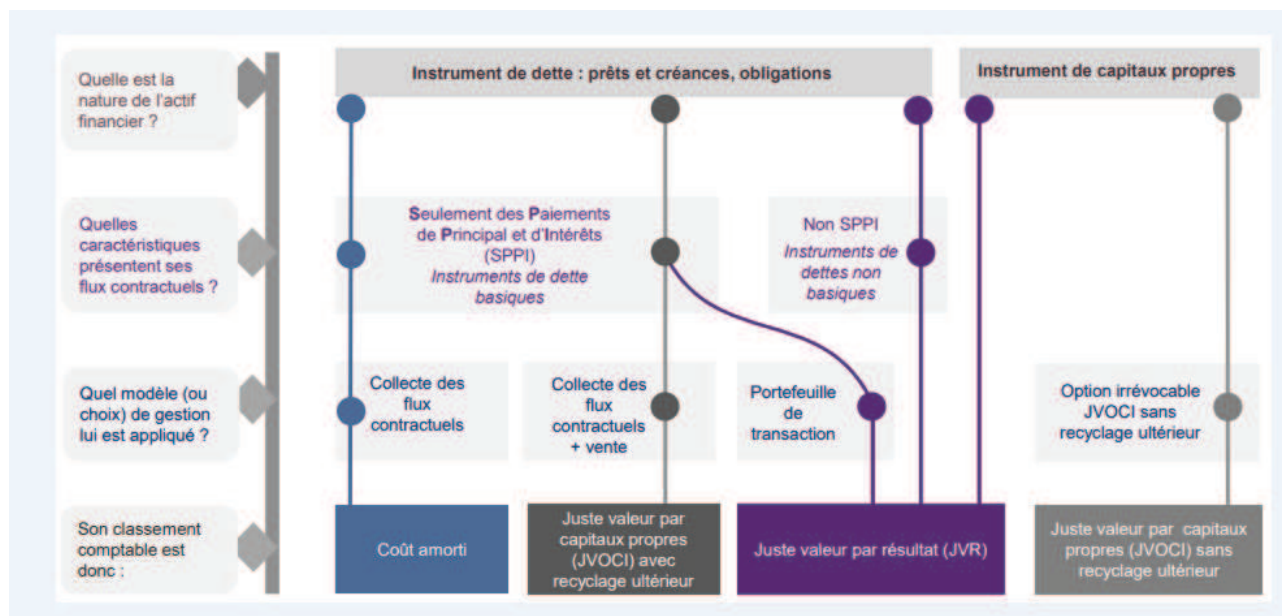 Quelle est la
nature de l'actif
financier ?
Instrument de dette : prêts et créances, obligations
Instrument de capitaux propres
Quelles
caractéristiques
présentent ses
flux contractuels ?
Seulement des Paiements
de Principal et d'Intérêts
(SPPI)
Instruments de dette
basiques
Non SPPI
Instruments de
dettes non
basiques
Quel modèle (ou
choix) de gestion
lui est appliqué ?
Collecte des
flux
contractuels
Collecte des
flux
contractuels
+ vente
Portefeuille
de
transaction
Option irrévocable
JVOCI sans
recyclage ultérieur
Son classement
comptable est
donc :
Coût amorti
Juste valeur par
capitaux propres
(JVOCI) avec
recyclage ultérieur
Juste valeur par résultat (JVR)
Juste valeur par capitaux
propres (JVOCI) sans
recyclage ultérieur